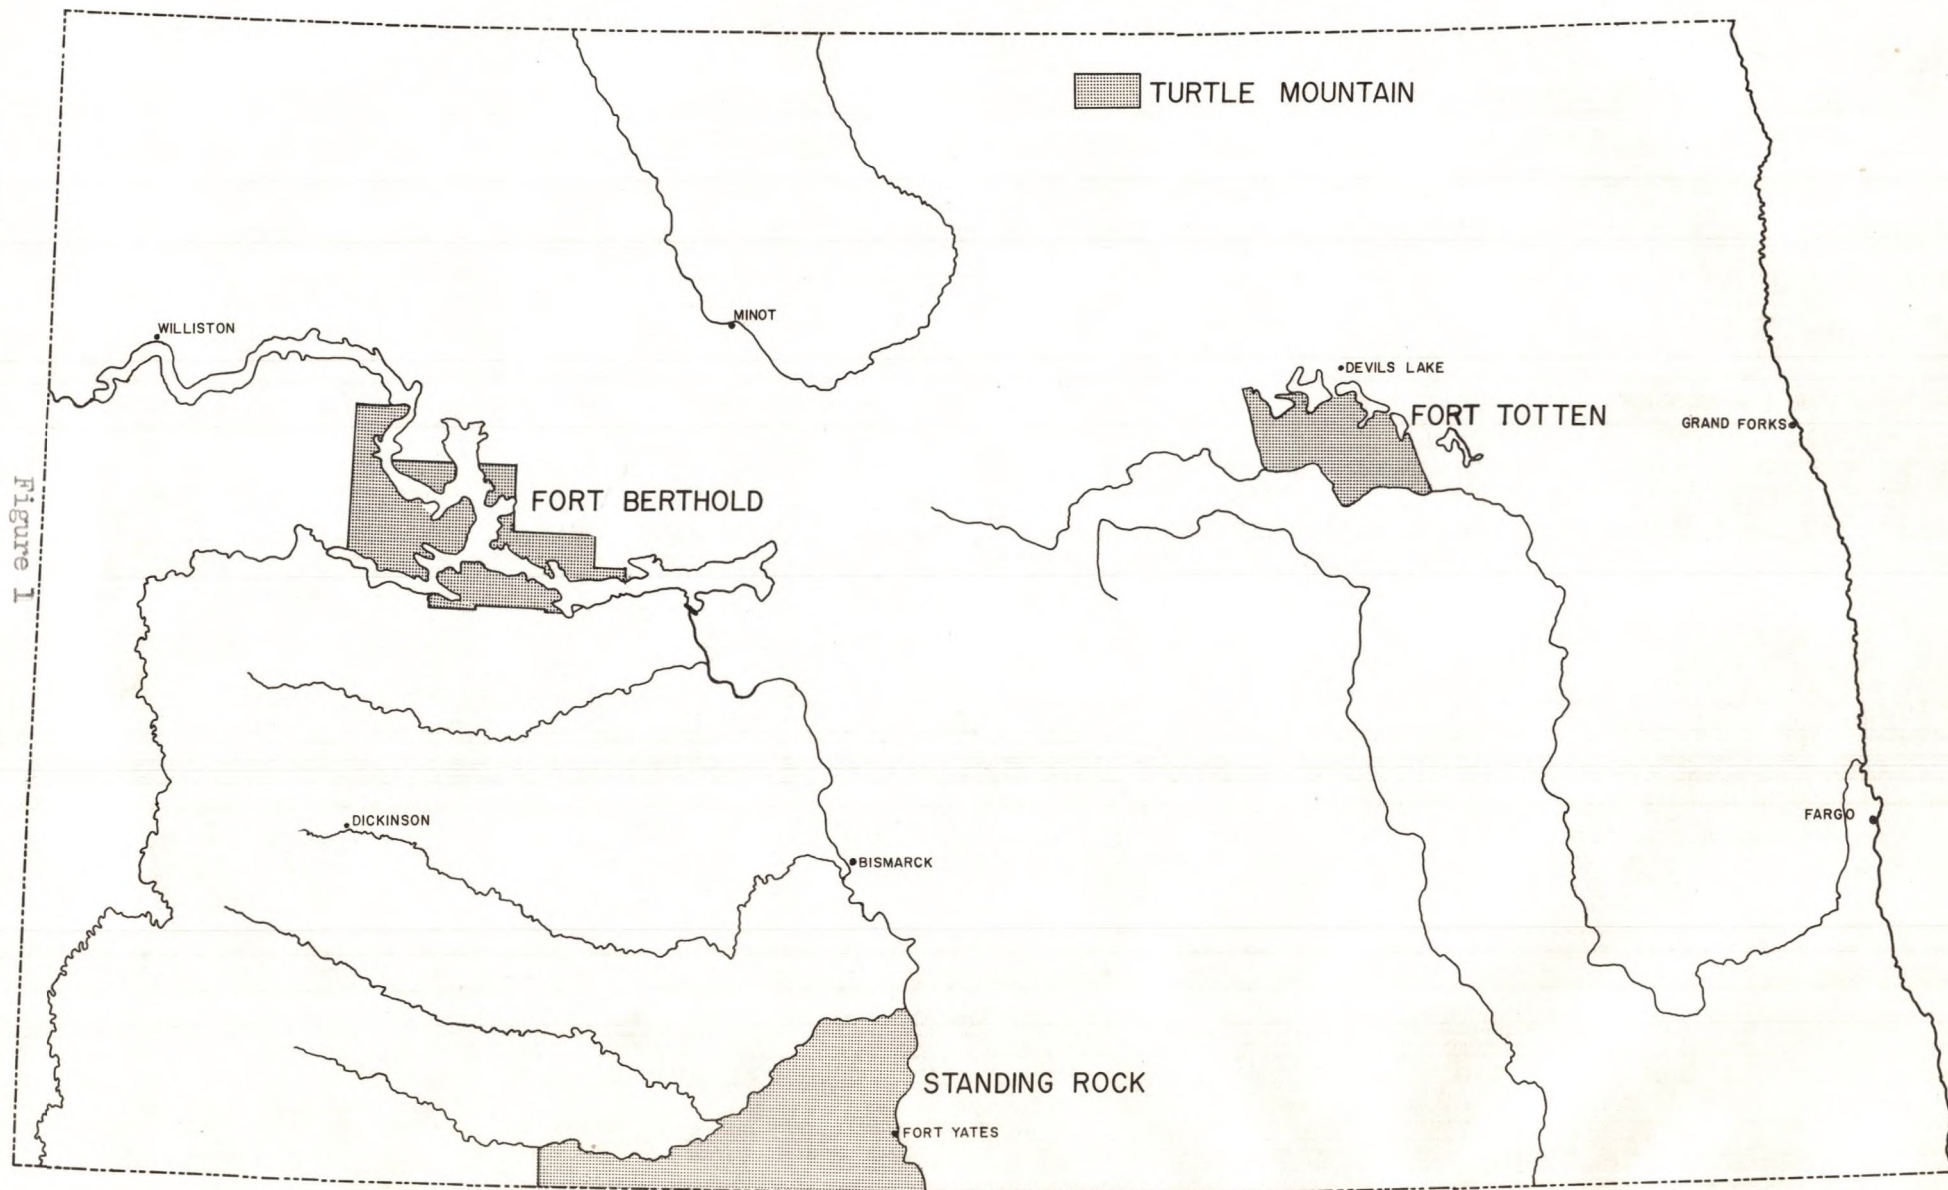 TURTLE MOUNTAIN
MINOT
WILLISTON
DEVILS LAKE
FORT TOTTEN
GRAND FORKS
FORT BERTHOLD
Figure 1
DICKINSON
FARGO
BISMARCK
STANDING ROCK
FORT YATES